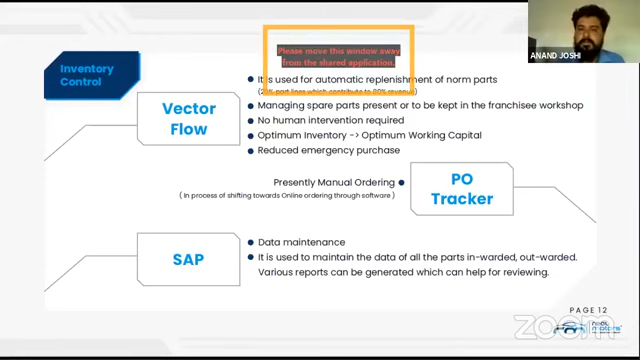 Please move this window away
from the shared application.
ANAND JOSHI
Inventory
Control
Vector
Flow
It is used for automatic replenishment of norm parts
Managing spare parts present or to be kept in the franchisee workshop
No human intervention required
Optimum Inventory -> Optimum Working Capital
Reduced emergency purchase
Presently Manual Ordering
( In process of shifting towards Online ordering through software )
PO
Tracker
SAP
Data maintenance
It is used to maintain the data of all the parts in-warded, out-warded.
Various reports can be generated which can help for reviewing.
PAGE 12
motors
zoom